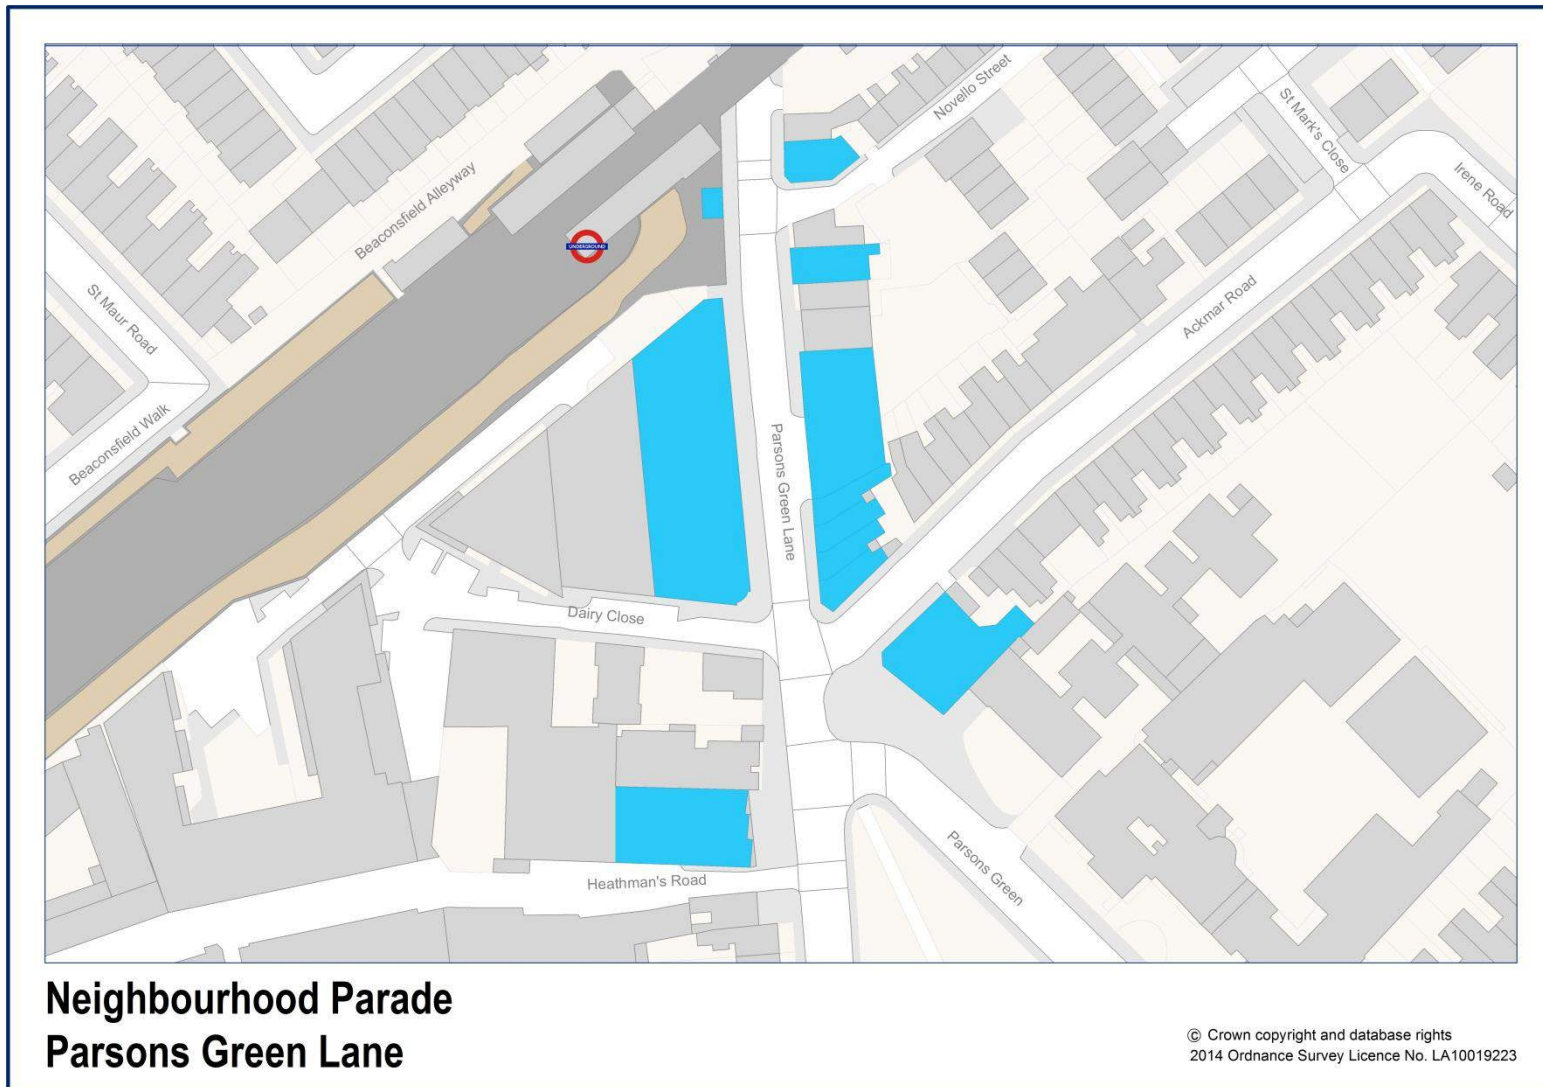 Novello Street
St Mark's Close
Irene Road
Beaconsfield Alleyway
UNDERGROUND
St Maur Road
Ackmar Road
Beaconsfield Walk
Parsons Green Lane
Dairy Close
Parsons Green
Heathman's Road
Neighbourhood Parade
Parsons Green Lane
© Crown copyright and database rights
2014 Ordnance Survey Licence No. LA10019223